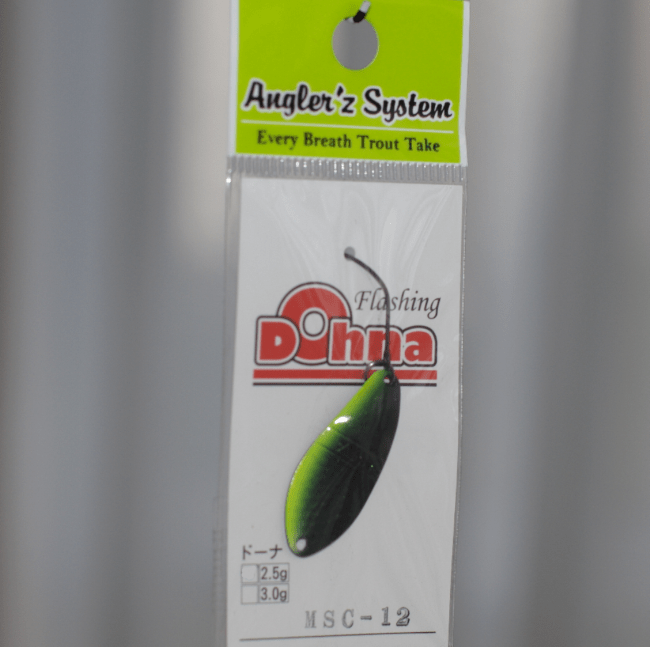 Angler'z System
Every Breath Trout Take
Flashing
Dohna
ドーナ
2.5g
3.0g
MSC-12